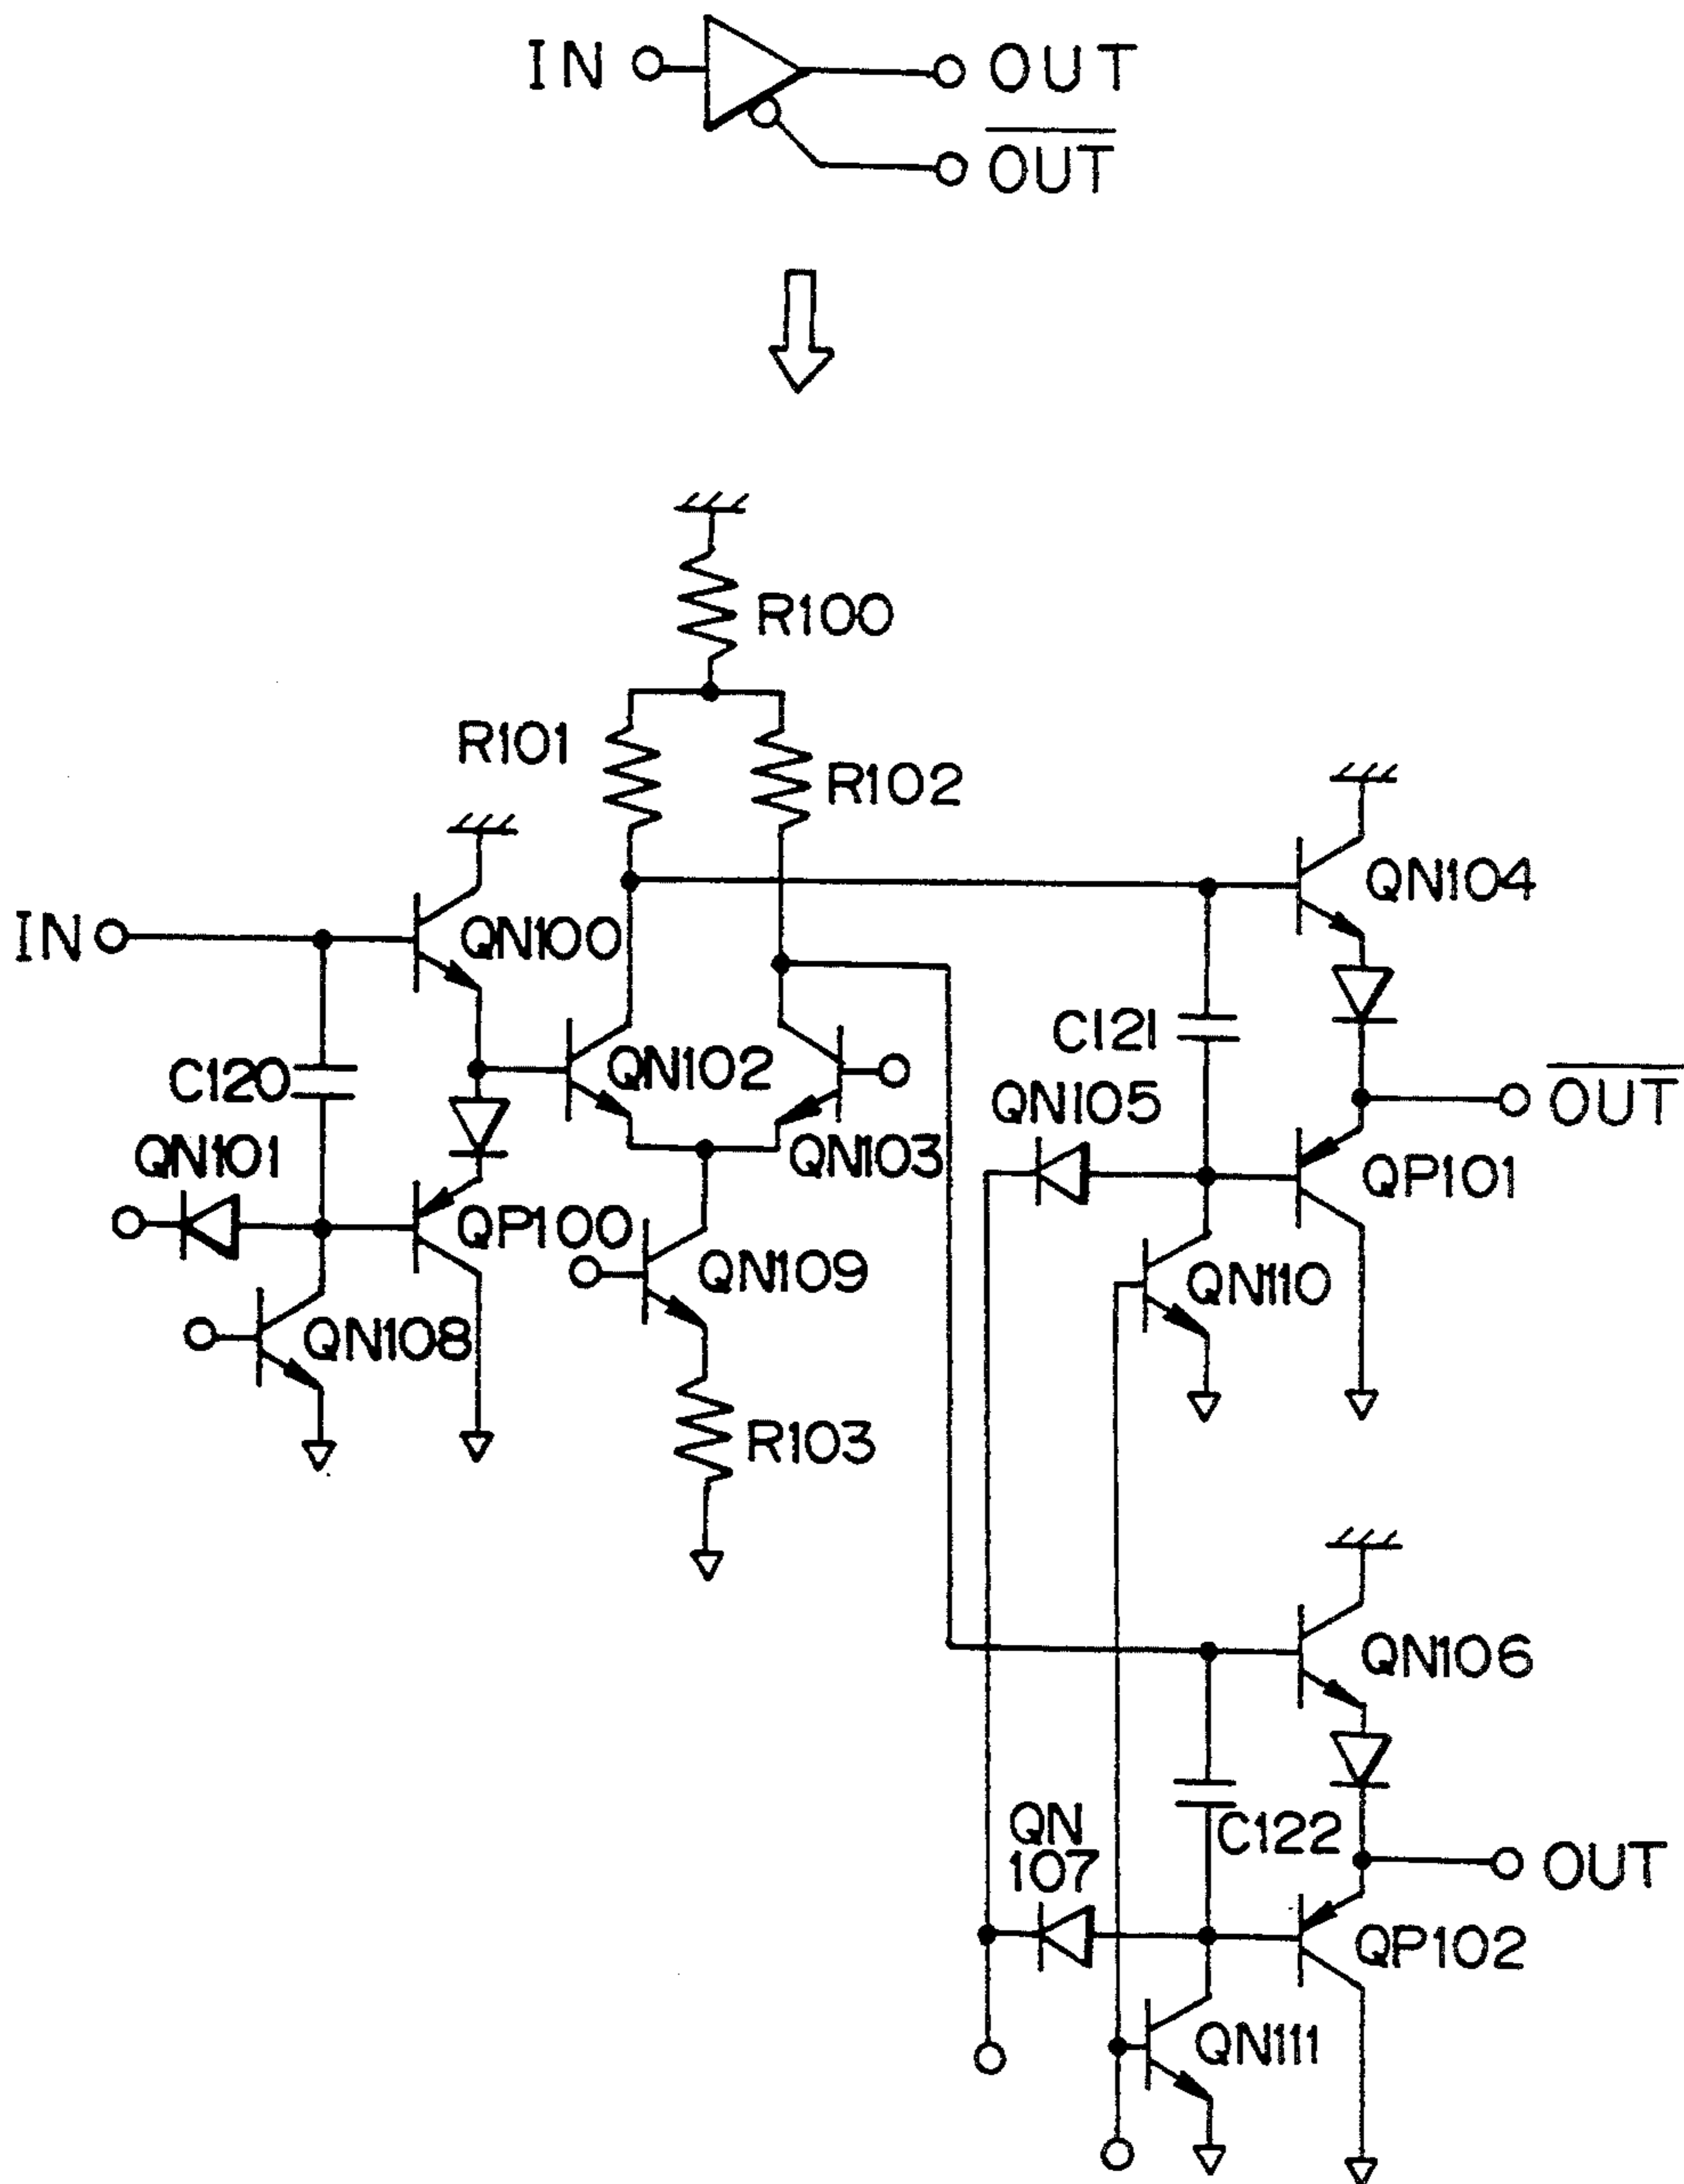 IN
OUT
OUT
R100
R101
R102
QN104
IN
QN100
C121
C120
QN102
QN105
OUT
QN101
QN103
QP101
QP100
QN109
QN110
QN108
R103
QN106
QN
107
C122
OUT
QP102
QN111